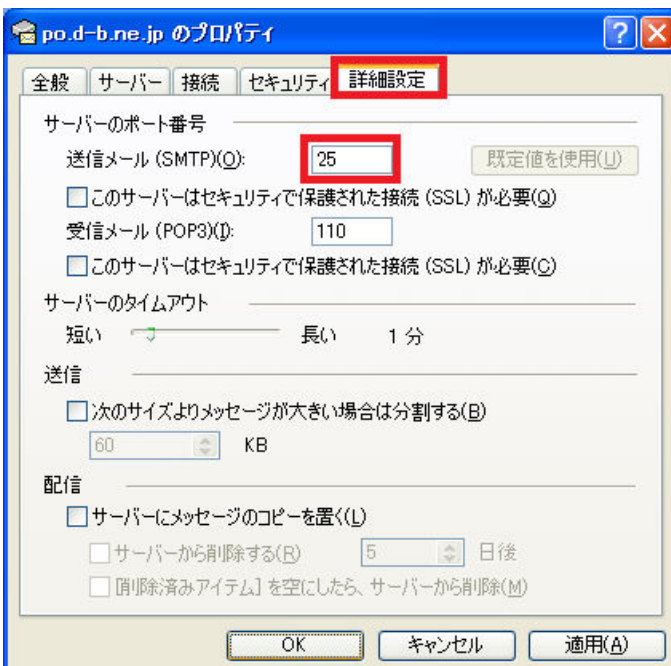 po.d-b.ne.jp のプロパティ
全般 サーバー 接続 セキュリティ 詳細設定
サーバーのポート番号
送信メール (SMTP)(O): 25 既定値を使用(U)
このサーバーはセキュリティで保護された接続 (SSL) が必要(Q)
受信メール (POP3)(I): 110
このサーバーはセキュリティで保護された接続 (SSL) が必要(C)
サーバーのタイムアウト
短い 長い 1 分
送信
次のサイズよりメッセージが大きい場合は分割する(B)
60 KB
配信
サーバーにメッセージのコピーを置く(L)
サーバーから削除する(R) 5 日後
[削除済みアイテム] を空にしたら、サーバーから削除(M)
OK キャンセル 適用(A)